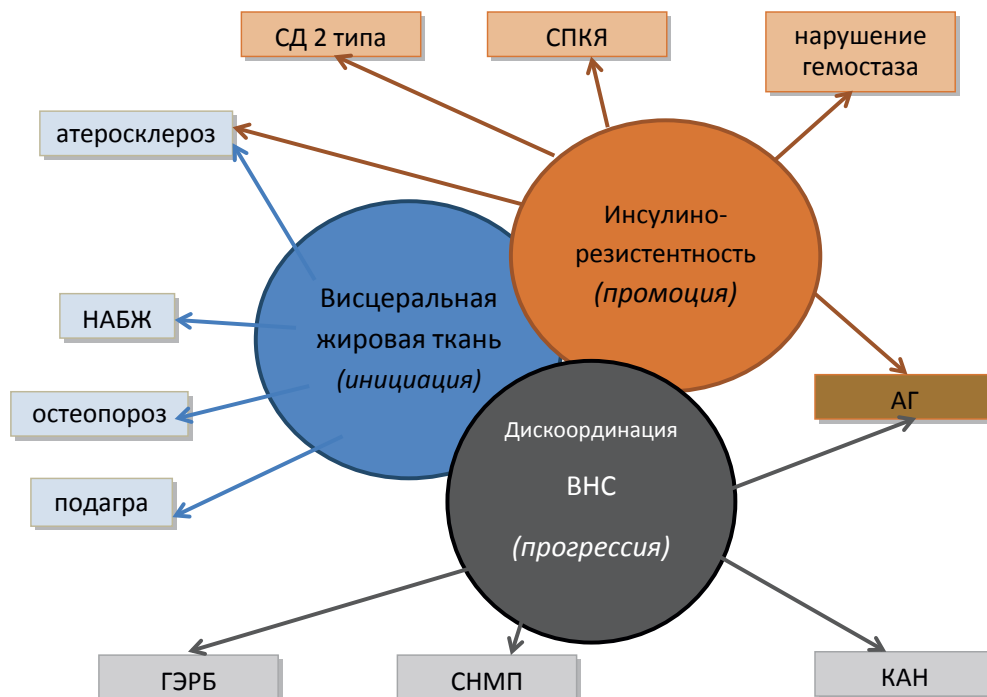 СД 2 типа
СПКЯ
нарушение
гемостаза
атеросклероз
Инсулино-
резистентность
(промоция)
Висцеральная
жировая ткань
(инициация)
НАБЖ
остеопороз
АГ
подагра
Дискоординация
ВНС
(прогрессия)
ГЭРБ
СНМП
КАН